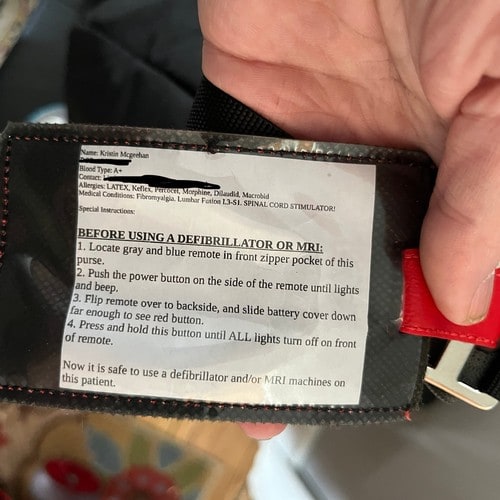 Name: Kristin Mcgeehan
Blood Type: A+
Contact:
Allergies: LATEX, Keflex, Percocet, Morphine, Dilaudid, Macrobid
Medical Conditions: Fibromyalgia, Lumbar Fusion L3-S1. SPINAL CORD STIMULATOR!
Special Instructions:
BEFORE USING A DEFIBRILLATOR OR MRI:
1. Locate gray and blue remote in front zipper pocket of this
purse.
2. Push the power button on the side of the remote until lights
and beep.
3. Flip remote over to backside, and slide battery cover down
far enough to see red button.
4. Press and hold this button until ALL lights turn off on front
of remote.
Now it is safe to use a defibrillator and/or MRI machines on
this patient.